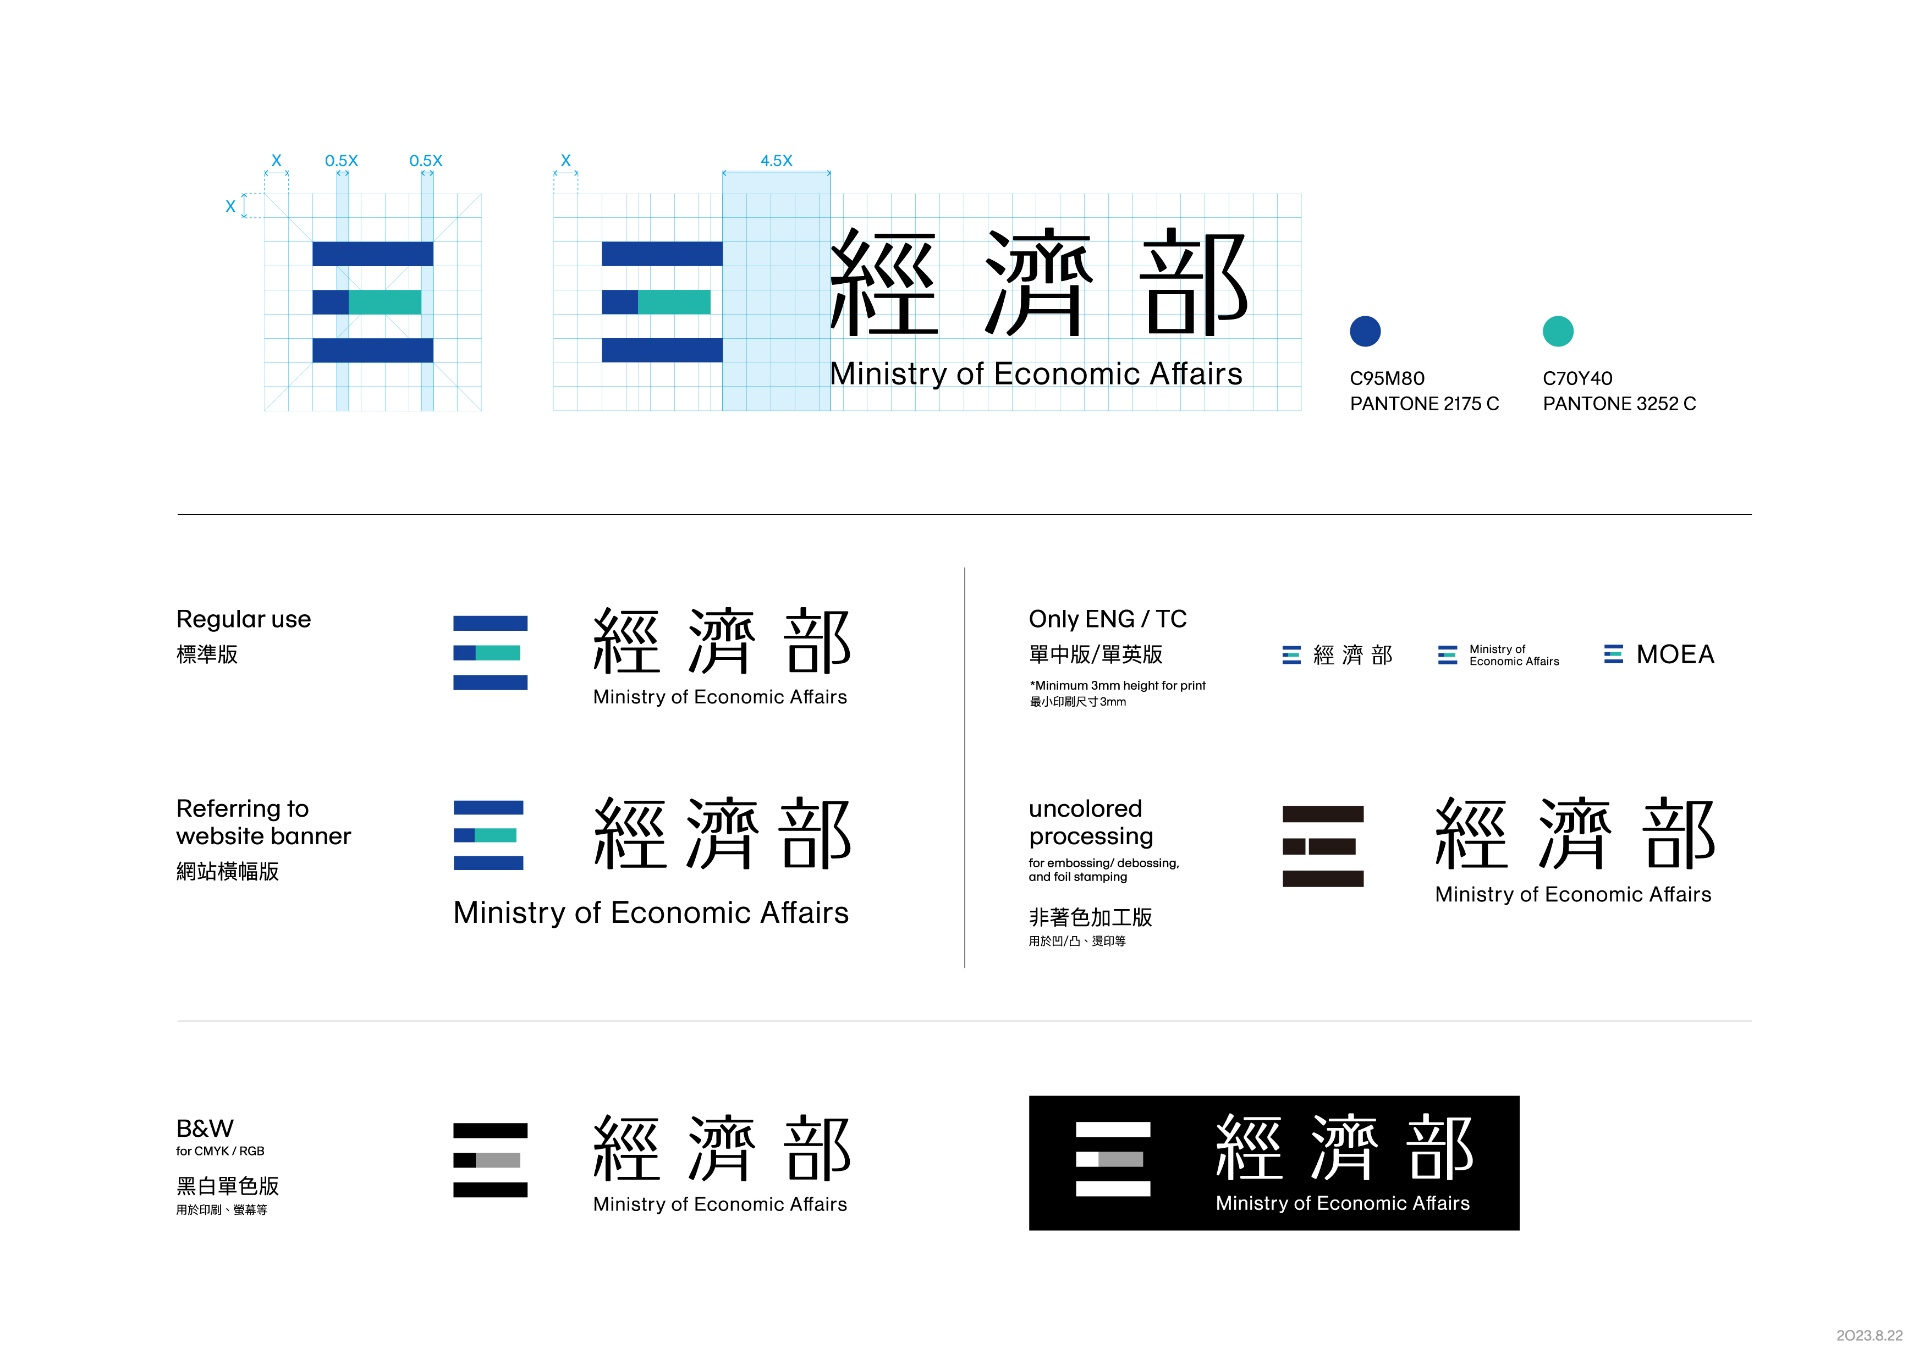 X
0.5X
0.5X
X
4.5X
X
經濟部
Ministry of Economic Affairs
C95M80
PANTONE 2175 C
C70Y40
PANTONE 3252 C
Regular use
標準版
經濟部
Ministry of Economic Affairs
Referring to
website banner
網站橫幅版
經濟部
Ministry of Economic Affairs
Only ENG / TC
單中版/單英版
*Minimum 3mm height for print
最小印刷尺寸3mm
經濟部
Ministry of
Economic Affairs
MOEA
uncolored
processing
for embossing/ debossing,
and foil stamping
非著色加工版
用於凹/凸、燙印等
經濟部
Ministry of Economic Affairs
B&W
for CMYK / RGB
黑白單色版
用於印刷、螢幕等
經濟部
Ministry of Economic Affairs
經濟部
Ministry of Economic Affairs
2023.8.22